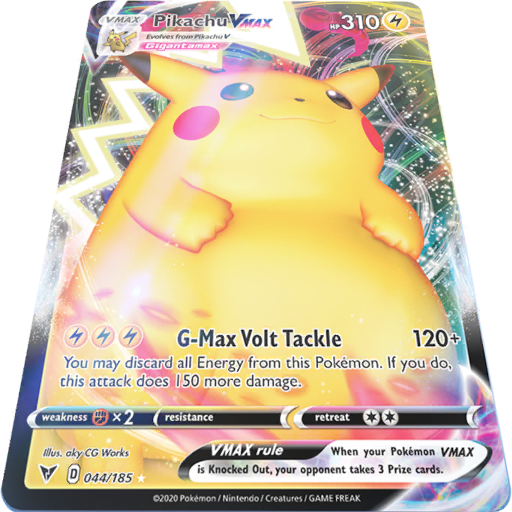 VMAX Pikachu VMAX HP 310
Evolves from Pikachu V
Gigantamax
G-Max Volt Tackle 120+
You may discard all Energy from this Pokémon. If you do,
this attack does 150 more damage.
weakness ×2 resistance retreat
Illus. aky CG Works
VMAX rule When your Pokémon VMAX
is Knocked Out, your opponent takes 3 Prize cards.
D 044/185 ★
©2020 Pokémon / Nintendo / Creatures / GAME FREAK